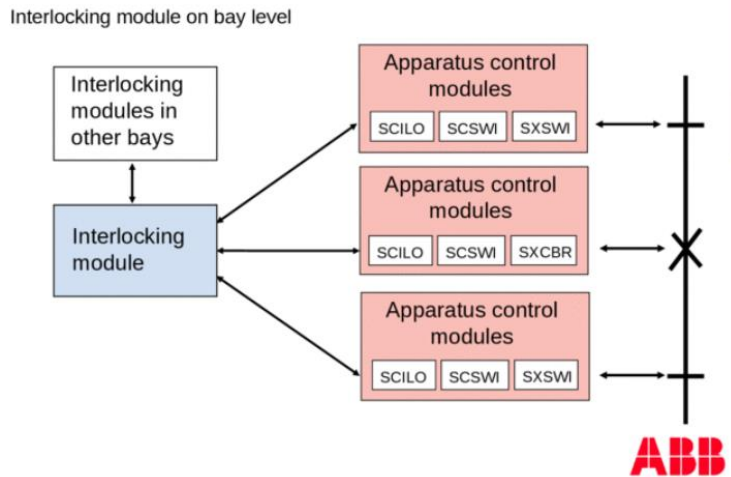 Interlocking module on bay level
Interlocking
modules in
other bays
Interlocking
module
Apparatus control
modules
SCILO SCSWI SXSWI
Apparatus control
modules
SCILO SCSWI SXCBR
Apparatus control
modules
SCILO SCSWI SXSWI
ABB